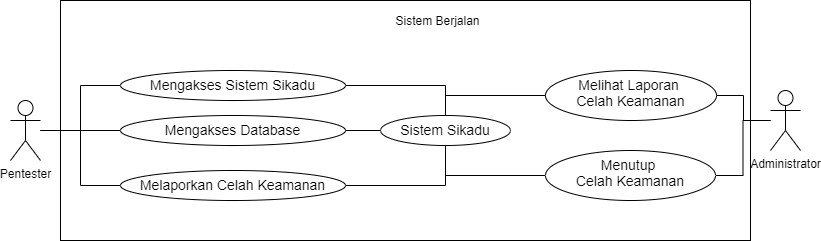 Sistem Berjalan
Mengakses Sistem Sikadu
Melihat Laporan
Celah Keamanan
Mengakses Database
Sistem Sikadu
Pentester
Administrator
Melaporkan Celah Keamanan
Menutup
Celah Keamanan